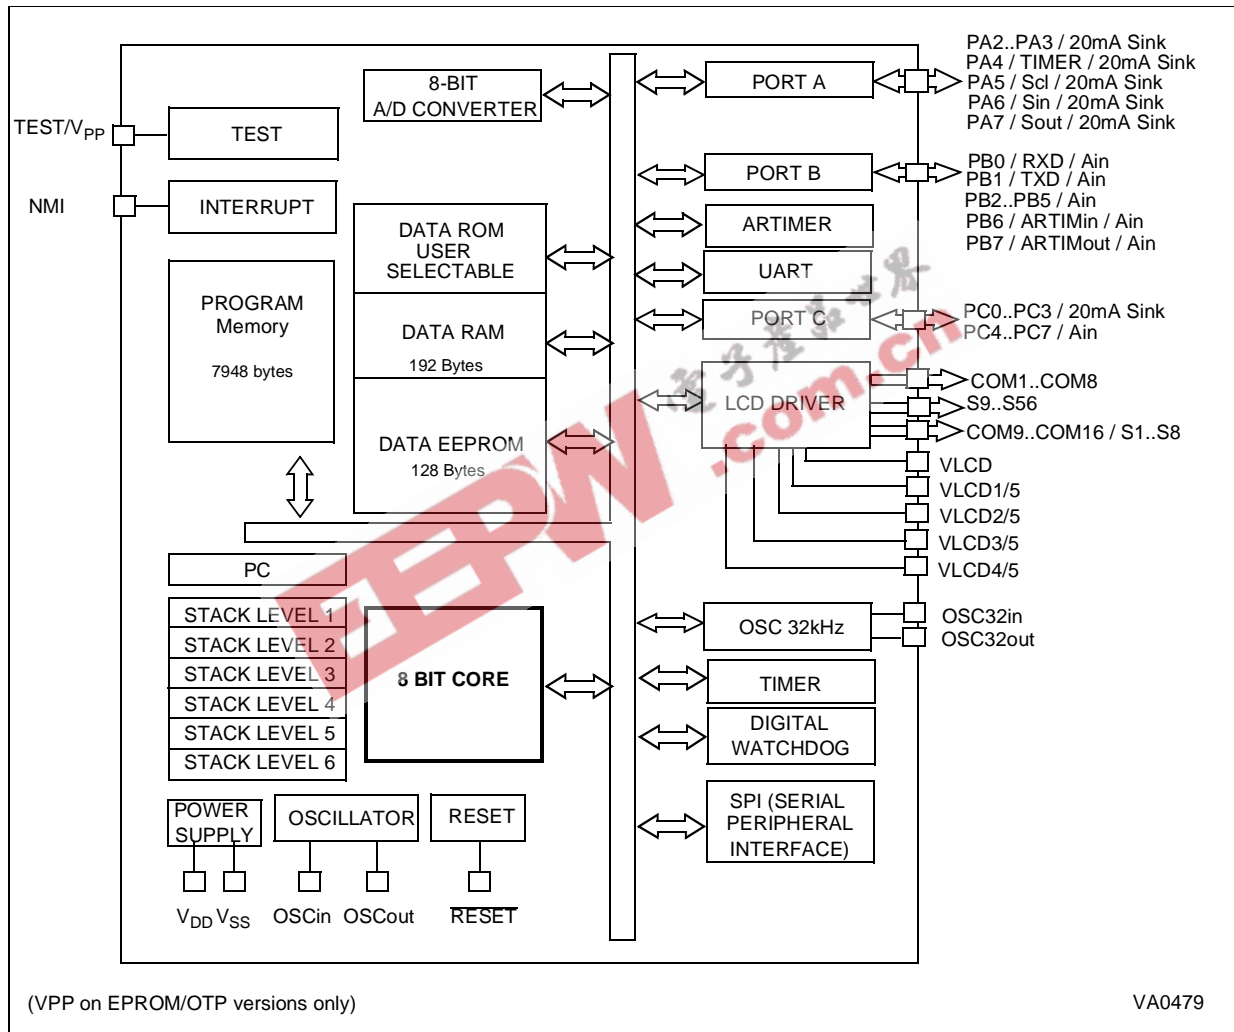 PA2..PA3 / 20mA Sink
PA4 / TIMER / 20mA Sink
PA5 / Scl / 20mA Sink
PA6 / Sin / 20mA Sink
PA7 / Sout / 20mA Sink
8-BIT
A/D CONVERTER
PORT A
TEST/VPP
TEST
PORT B
PB0 / RXD / Ain
PB1 / TXD / Ain
PB2..PB5 / Ain
PB6 / ARTIMin / Ain
PB7 / ARTIMout / Ain
NMI
INTERRUPT
DATA ROM
USER
SELECTABLE
ARTIMER
UART
PROGRAM
Memory
7948 bytes
DATA RAM
192 Bytes
PORT C
PC0..PC3 / 20mA Sink
PC4..PC7 / Ain
DATA EEPROM
128 Bytes
LCD DRIVER
COM1..COM8
S9..S56
COM9..COM16 / S1..S8
VLCD
VLCD1/5
VLCD2/5
VLCD3/5
VLCD4/5
PC
STACK LEVEL 1
STACK LEVEL 2
STACK LEVEL 3
STACK LEVEL 4
STACK LEVEL 5
STACK LEVEL 6
8 BIT CORE
OSC 32kHz
OSC32in
OSC32out
TIMER
DIGITAL
WATCHDOG
SPI (SERIAL
PERIPHERAL
INTERFACE)
POWER
SUPPLY
OSCILLATOR
RESET
VDD VSS
OSCin
OSCout
RESET
(VPP on EPROM/OTP versions only)
VA0479
EEPW
.com.cn
電子產品世界